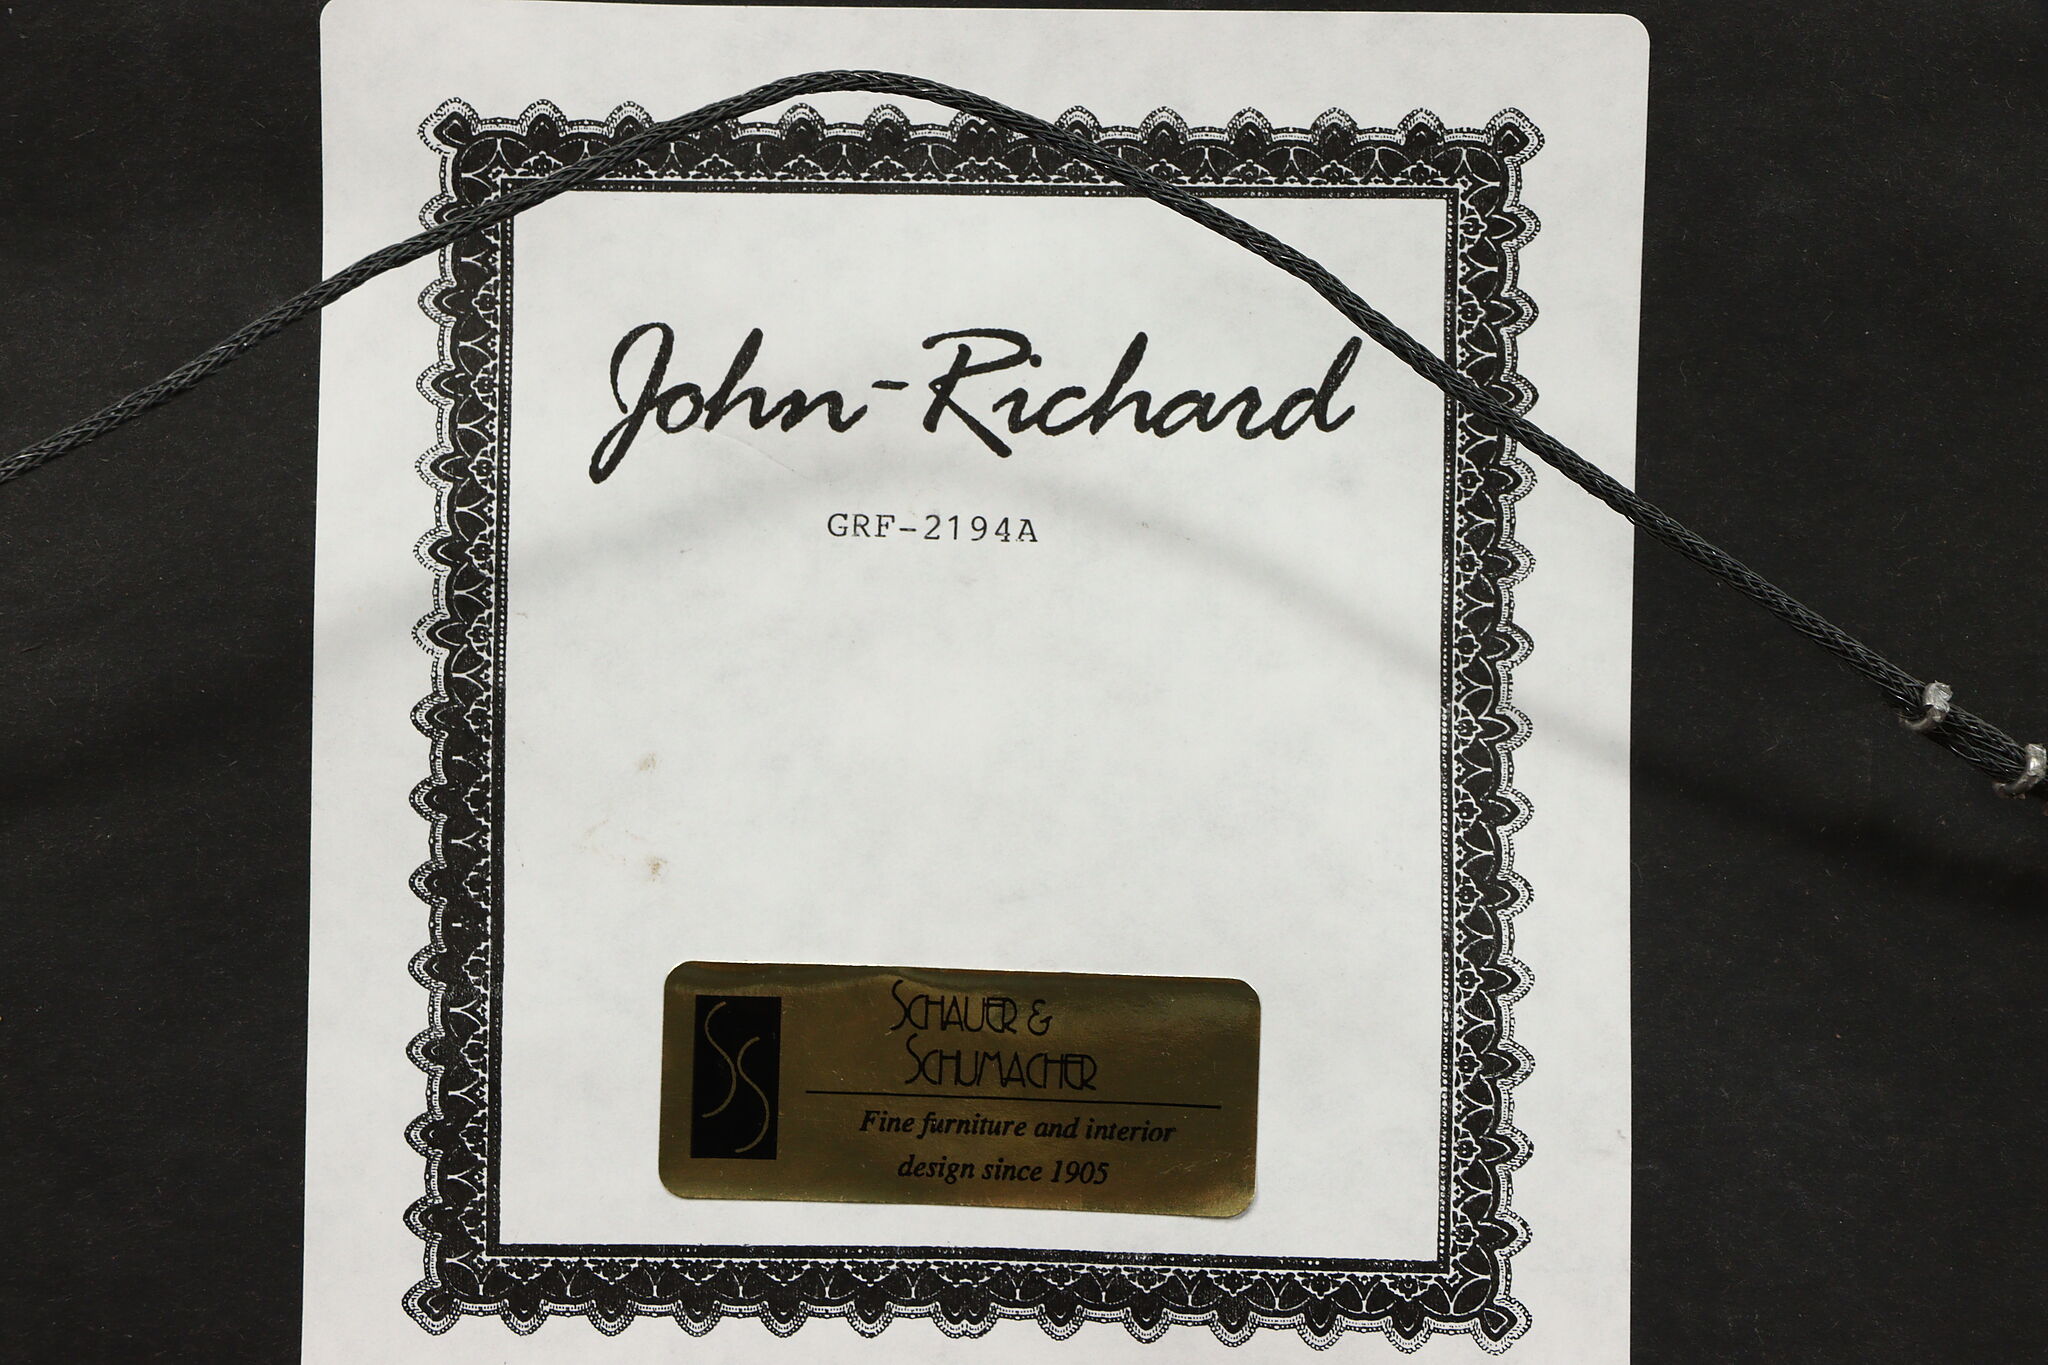 John-Richard
GRF-2194A
SS
SCHAUER &
SCHUMACHER
Fine furniture and interior
design since 1905